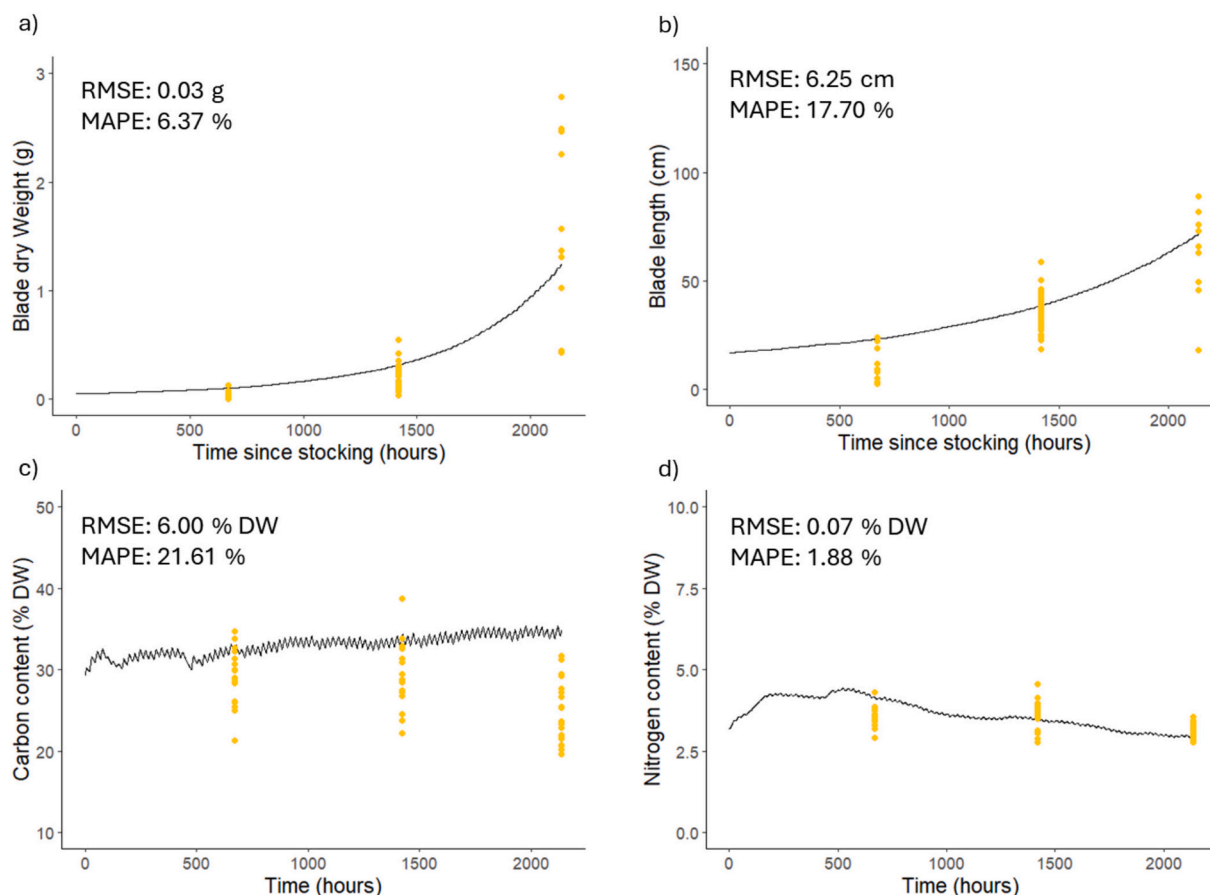 a)
RMSE: 0.03 g
MAPE: 6.37 %
Blade dry Weight (g)
3
2
1
0
0 500 1000 1500 2000
Time since stocking (hours)
b)
RMSE: 6.25 cm
MAPE: 17.70 %
Blade length (cm)
150
100
50
0
0 500 1000 1500 2000
Time since stocking (hours)
c)
RMSE: 6.00 % DW
MAPE: 21.61 %
Carbon content (% DW)
50
40
30
20
10
0 500 1000 1500 2000
Time (hours)
d)
RMSE: 0.07 % DW
MAPE: 1.88 %
Nitrogen content (% DW)
10.0
7.5
5.0
2.5
0.0
0 500 1000 1500 2000
Time (hours)